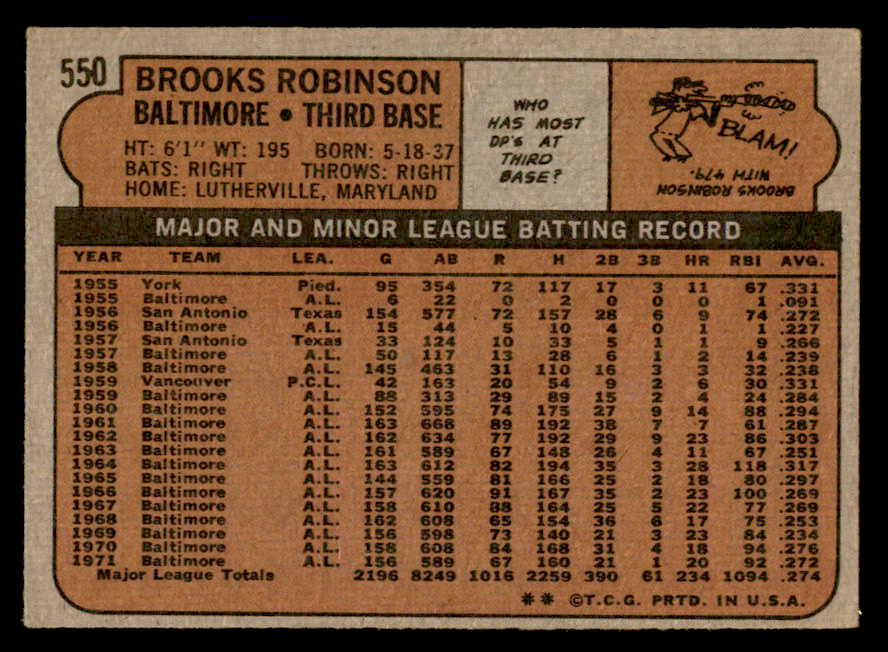 550
BROOKS ROBINSON
BALTIMORE • THIRD BASE
HT: 6'1" WT: 195 BORN: 5-18-37
BATS: RIGHT THROWS: RIGHT
HOME: LUTHERVILLE, MARYLAND
WHO
HAS MOST
DP'S AT
THIRD
BASE?
BLAM!
BROOKS ROBINSON
WITH 479.
MAJOR AND MINOR LEAGUE BATTING RECORD
YEAR TEAM LEA. G AB R H 2B 3B HR RBI AVG.
1955 York Pied. 95 354 72 117 17 3 11 67 .331
1955 Baltimore A.L. 6 22 0 2 0 0 0 1 .091
1956 San Antonio Texas 154 577 72 157 28 6 9 74 .272
1956 Baltimore A.L. 15 44 5 10 4 0 1 1 .227
1957 San Antonio Texas 33 124 10 33 5 1 1 9 .266
1957 Baltimore A.L. 50 117 13 28 6 1 2 14 .239
1958 Baltimore A.L. 145 463 31 110 16 3 3 32 .238
1959 Vancouver P.C.L. 42 163 20 54 9 2 6 30 .331
1959 Baltimore A.L. 88 313 29 89 15 2 4 24 .284
1960 Baltimore A.L. 152 595 74 175 27 9 14 88 .294
1961 Baltimore A.L. 163 668 89 192 38 7 7 61 .287
1962 Baltimore A.L. 162 634 77 192 29 9 23 86 .303
1963 Baltimore A.L. 161 589 67 148 26 4 11 67 .251
1964 Baltimore A.L. 163 612 82 194 35 3 28 118 .317
1965 Baltimore A.L. 144 559 81 166 25 2 18 80 .297
1966 Baltimore A.L. 157 620 91 167 35 2 23 100 .269
1967 Baltimore A.L. 158 610 88 164 25 5 22 77 .269
1968 Baltimore A.L. 162 608 65 154 36 6 17 75 .253
1969 Baltimore A.L. 156 598 73 140 21 3 23 84 .234
1970 Baltimore A.L. 158 608 84 168 31 4 18 94 .276
1971 Baltimore A.L. 156 589 67 160 21 1 20 92 .272
Major League Totals 2196 8249 1016 2259 390 61 234 1094 .274
** ©T.C.G. PRTD. IN U.S.A.